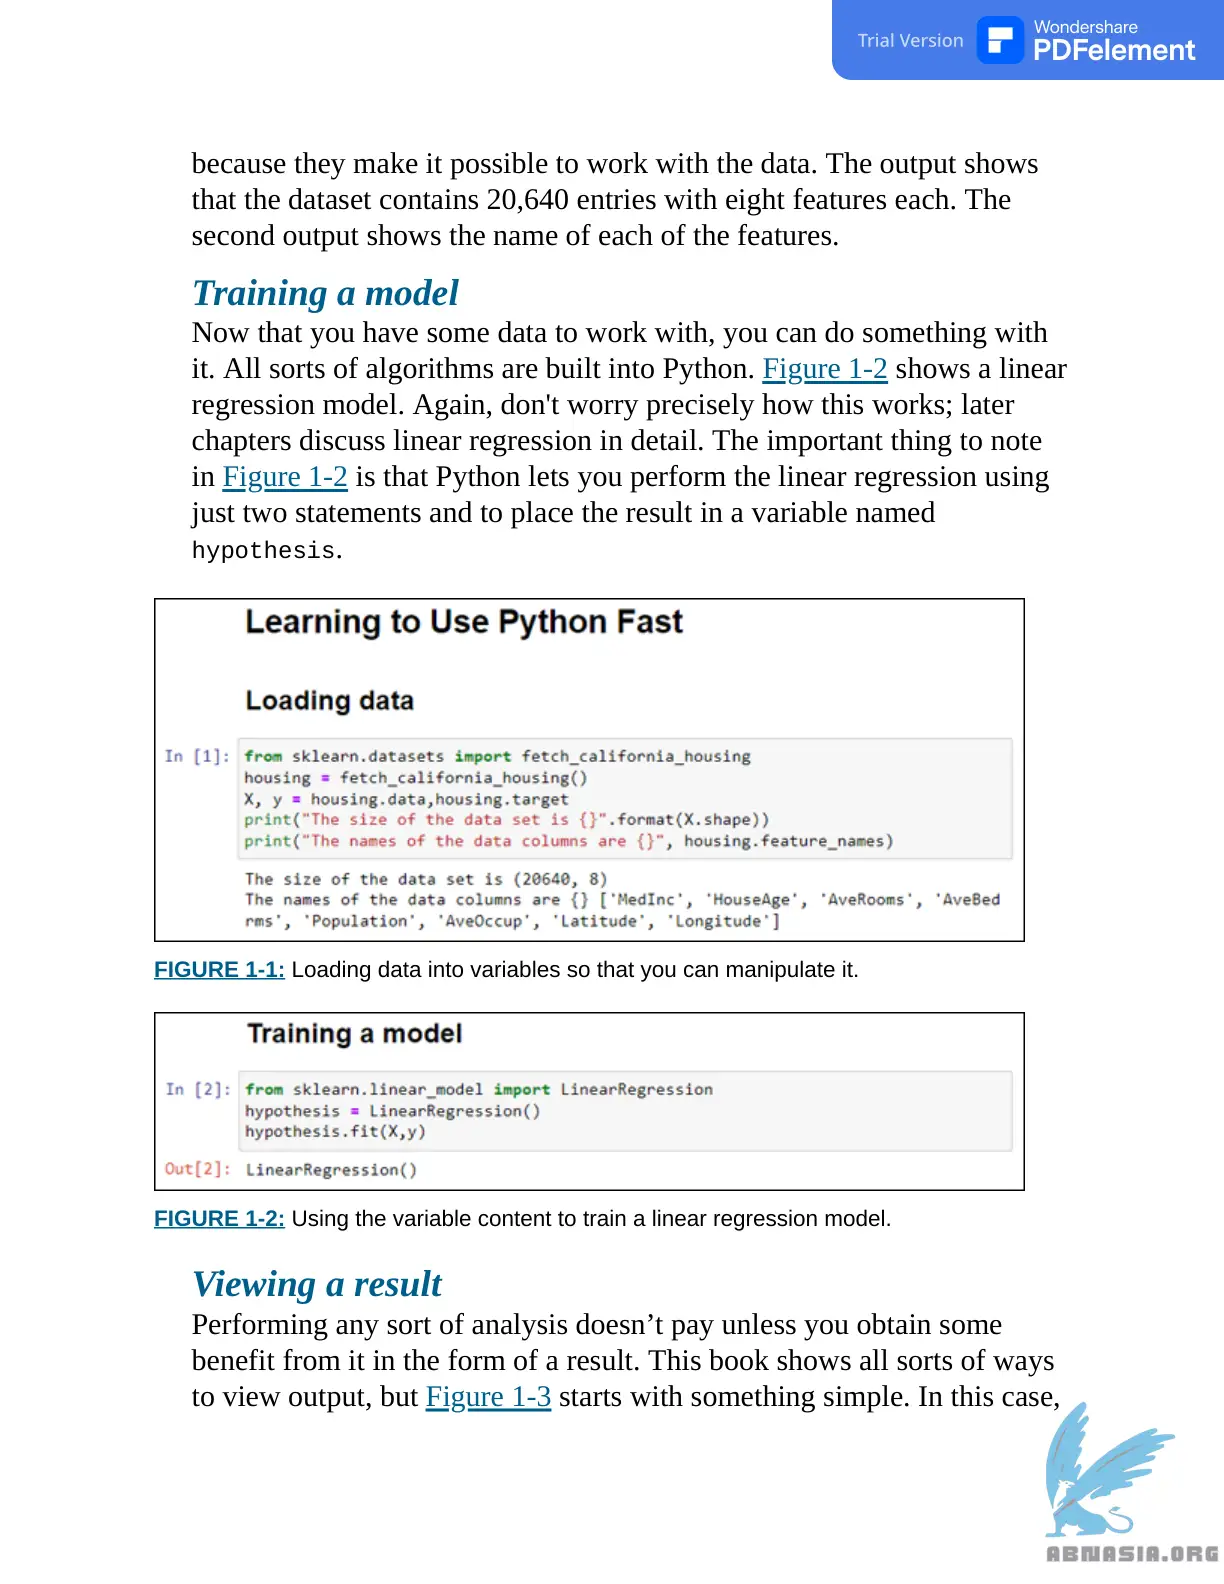 Trial Version
Wondershare
PDFelement
because they make it possible to work with the data. The output shows
that the dataset contains 20,640 entries with eight features each. The
second output shows the name of each of the features.
Training a model
Now that you have some data to work with, you can do something with
it. All sorts of algorithms are built into Python. Figure 1-2 shows a linear
regression model. Again, don't worry precisely how this works; later
chapters discuss linear regression in detail. The important thing to note
in Figure 1-2 is that Python lets you perform the linear regression using
just two statements and to place the result in a variable named
hypothesis.
Learning to Use Python Fast
Loading data
In [1]: from sklearn.datasets import fetch_california_housing
housing = fetch_california_housing()
X, y = housing.data,housing.target
print("The size of the data set is {}".format(X.shape))
print("The names of the data columns are {}", housing.feature_names)
The size of the data set is (20640, 8)
The names of the data columns are {} ['MedInc', 'HouseAge', 'AveRooms', 'AveBed
rms', 'Population', 'AveOccup', 'Latitude', 'Longitude']
FIGURE 1-1: Loading data into variables so that you can manipulate it.
Training a model
In [2]: from sklearn.linear_model import LinearRegression
hypothesis = LinearRegression()
hypothesis.fit(X,y)
Out[2]: LinearRegression()
FIGURE 1-2: Using the variable content to train a linear regression model.
Viewing a result
Performing any sort of analysis doesn’t pay unless you obtain some
benefit from it in the form of a result. This book shows all sorts of ways
to view output, but Figure 1-3 starts with something simple. In this case,
ABNASIA.ORG